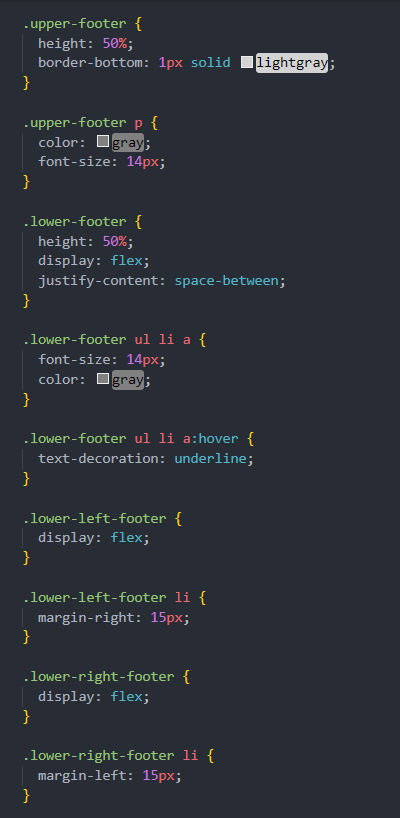 .upper-footer {
  height: 50%;
  border-bottom: 1px solid lightgray;
}

.upper-footer p {
  color: gray;
  font-size: 14px;
}

.lower-footer {
  height: 50%;
  display: flex;
  justify-content: space-between;
}

.lower-footer ul li a {
  font-size: 14px;
  color: gray;
}

.lower-footer ul li a:hover {
  text-decoration: underline;
}

.lower-left-footer {
  display: flex;
}

.lower-left-footer li {
  margin-right: 15px;
}

.lower-right-footer {
  display: flex;
}

.lower-right-footer li {
  margin-left: 15px;
}